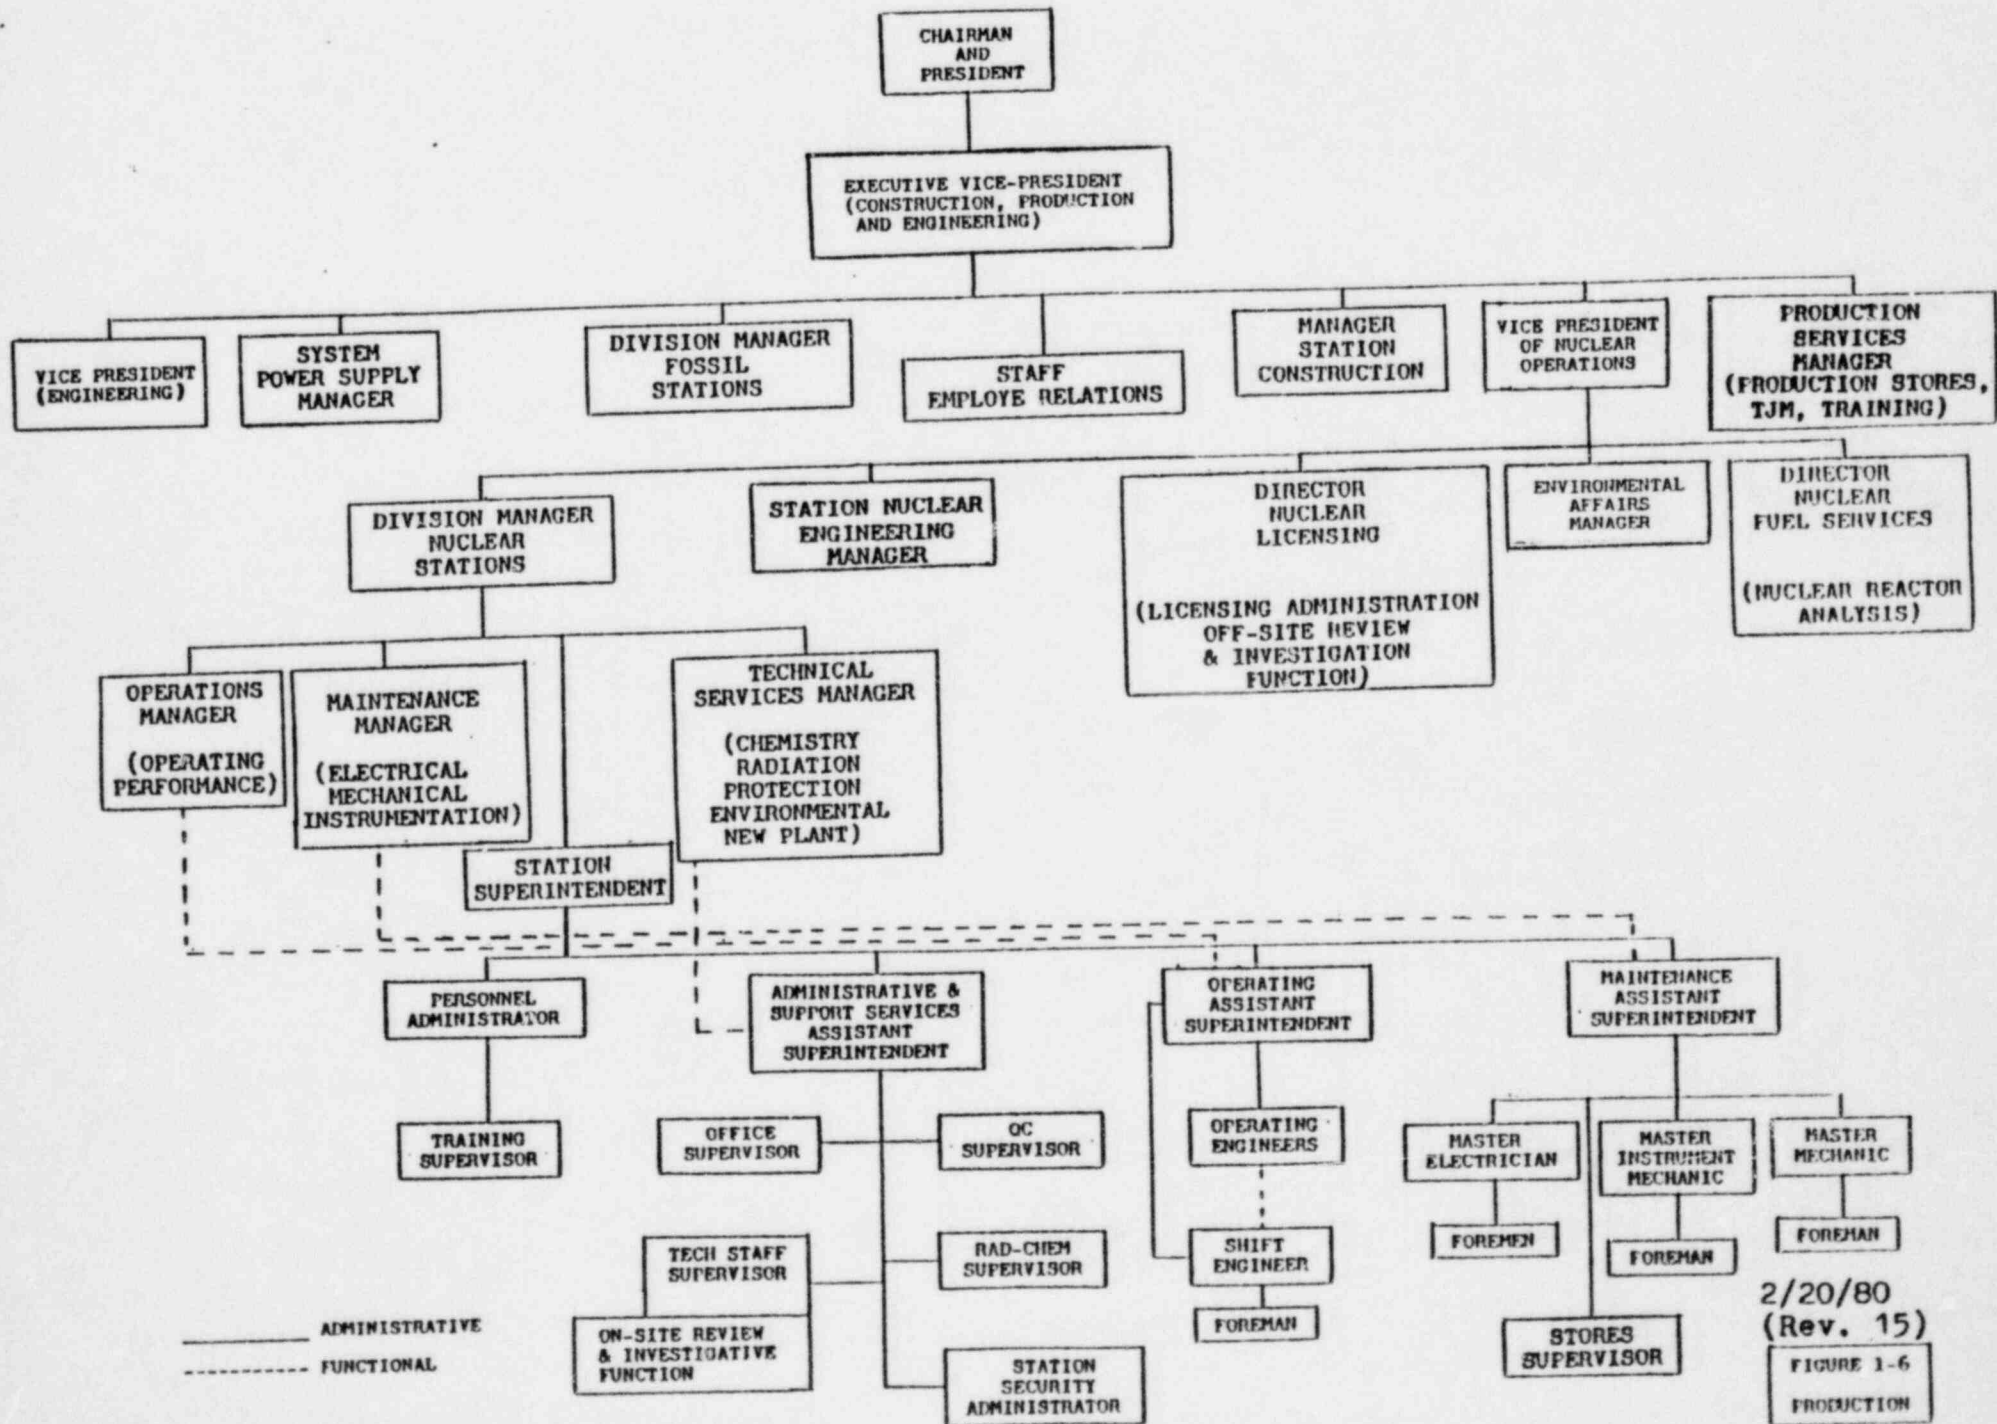 CHAIRMAN
AND
PRESIDENT
EXECUTIVE VICE-PRESIDENT
(CONSTRUCTION, PRODUCTION
AND ENGINEERING)
VICE PRESIDENT
(ENGINEERING)
SYSTEM
POWER SUPPLY
MANAGER
DIVISION MANAGER
FOSSIL
STATIONS
STAFF
EMPLOYE RELATIONS
MANAGER
STATION
CONSTRUCTION
VICE PRESIDENT
OF NUCLEAR
OPERATIONS
PRODUCTION
SERVICES
MANAGER
(PRODUCTION STORES,
TJM, TRAINING)
DIVISION MANAGER
NUCLEAR
STATIONS
STATION NUCLEAR
ENGINEERING
MANAGER
DIRECTOR
NUCLEAR
LICENSING
(LICENSING ADMINISTRATION
OFF-SITE REVIEW
& INVESTIGATION
FUNCTION)
ENVIRONMENTAL
AFFAIRS
MANAGER
DIRECTOR
NUCLEAR
FUEL SERVICES
(NUCLEAR REACTOR
ANALYSIS)
OPERATIONS
MANAGER
(OPERATING
PERFORMANCE)
MAINTENANCE
MANAGER
(ELECTRICAL
MECHANICAL
INSTRUMENTATION)
TECHNICAL
SERVICES MANAGER
(CHEMISTRY
RADIATION
PROTECTION
ENVIRONMENTAL
NEW PLANT)
STATION
SUPERINTENDENT
PERSONNEL
ADMINISTRATOR
ADMINISTRATIVE &
SUPPORT SERVICES
ASSISTANT
SUPERINTENDENT
OPERATING
ASSISTANT
SUPERINTENDENT
MAINTENANCE
ASSISTANT
SUPERINTENDENT
TRAINING
SUPERVISOR
OFFICE
SUPERVISOR
QC
SUPERVISOR
OPERATING
ENGINEERS
MASTER
ELECTRICIAN
MASTER
INSTRUMENT
MECHANIC
MASTER
MECHANIC
TECH STAFF
SUPERVISOR
RAD-CHEM
SUPERVISOR
SHIFT
ENGINEER
FOREMEN
FOREMAN
FOREMAN
ON-SITE REVIEW
& INVESTIGATIVE
FUNCTION
FOREMAN
STORES
SUPERVISOR
STATION
SECURITY
ADMINISTRATOR
ADMINISTRATIVE
FUNCTIONAL
2/20/80
(Rev. 15)
FIGURE 1-6
PRODUCTION